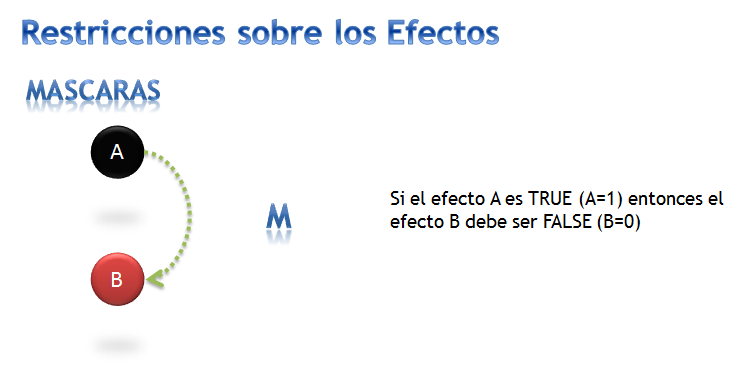 Restricciones sobre los Efectos
MASCARAS
A
M
Si el efecto A es TRUE (A=1) entonces el
efecto B debe ser FALSE (B=0)
B